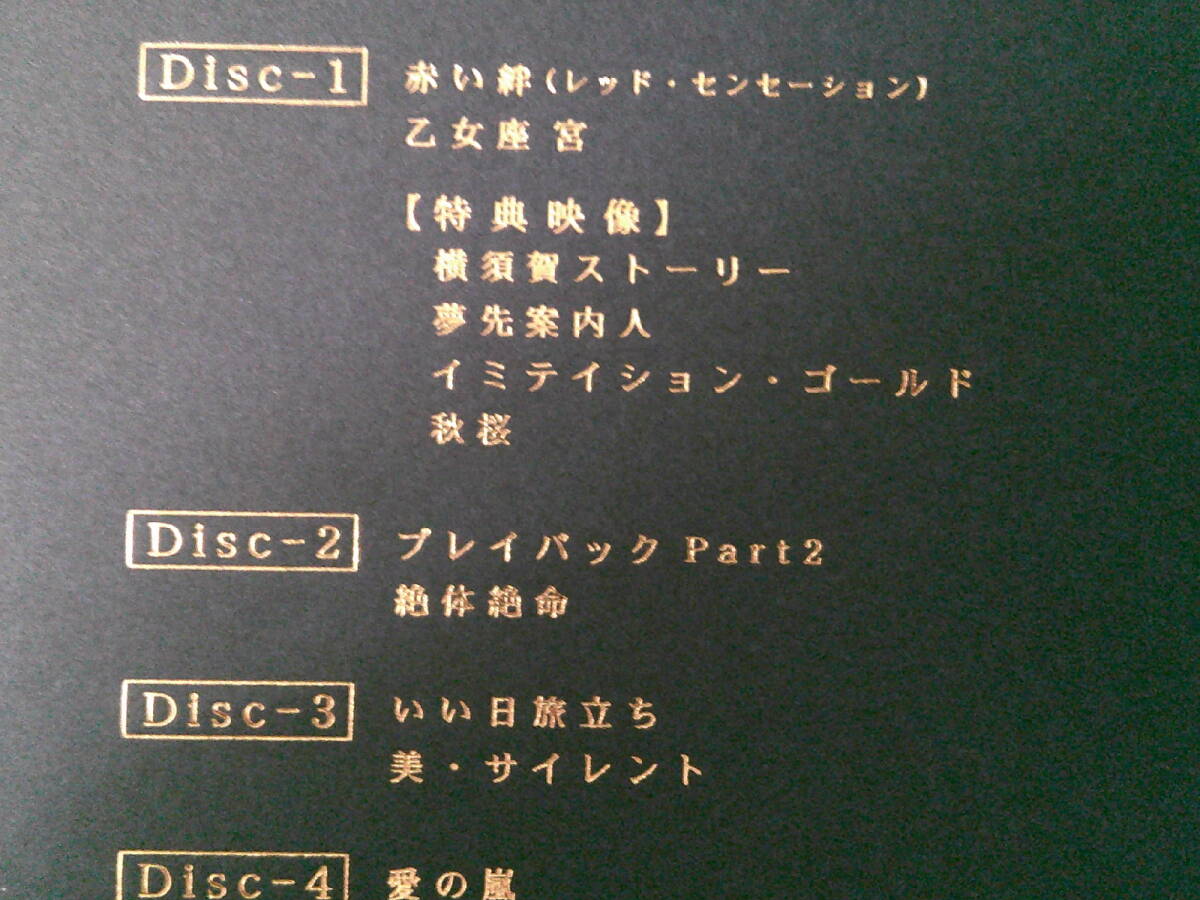 Disc-1 赤い絆(レッド・センセーション)
乙女座 宮
【特典映像】
横須賀ストーリー
夢先案内人
イミテイション・ゴールド
秋桜
Disc-2 プレイバック Part2
絶体絶命
Disc-3 いい日旅立ち
美・サイレント
Disc-4 愛の嵐